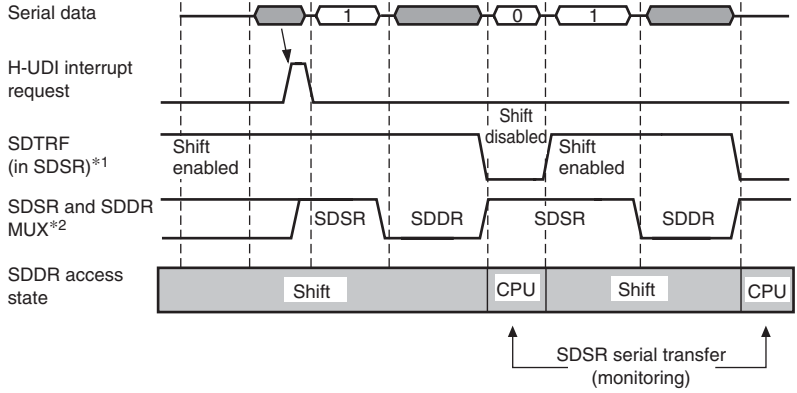 Serial data
1
0
1
H-UDI interrupt
request
Shift
disabled
SDTRF
(in SDSR)*1
Shift
enabled
Shift
enabled
SDSR and SDDR
MUX*2
SDSR
SDDR
SDSR
SDDR
SDDR access
state
Shift
CPU
Shift
CPU
SDSR serial transfer
(monitoring)